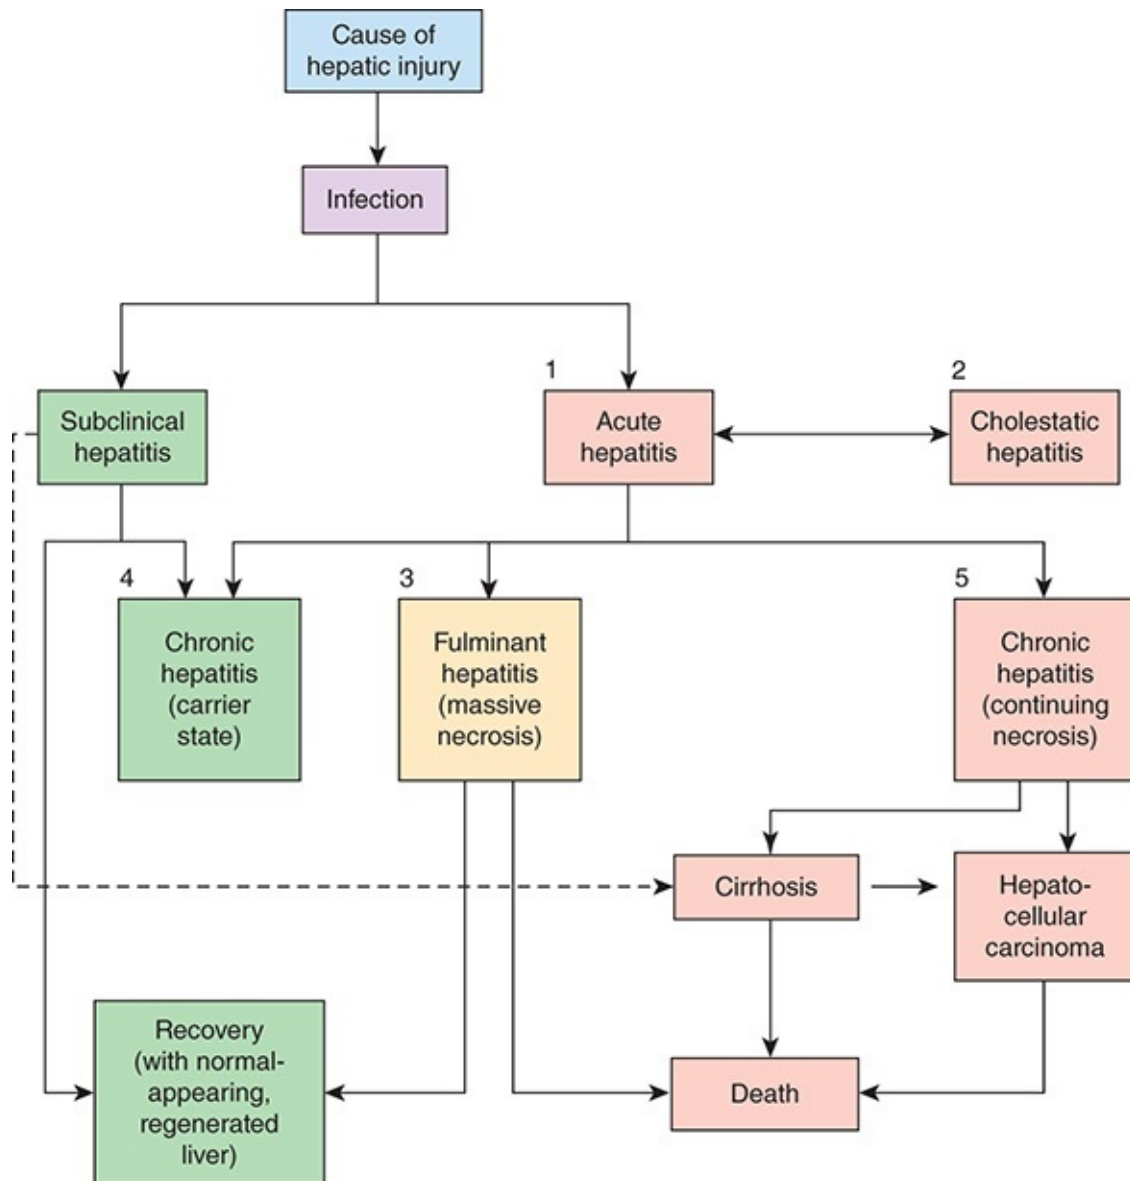 Cause of
hepatic injury
Infection
1
2
Subclinical
hepatitis
Acute
hepatitis
Cholestatic
hepatitis
4
3
5
Chronic
hepatitis
(carrier
state)
Fulminant
hepatitis
(massive
necrosis)
Chronic
hepatitis
(continuing
necrosis)
Cirrhosis
Hepato-
cellular
carcinoma
Recovery
(with normal-
appearing,
regenerated
liver)
Death